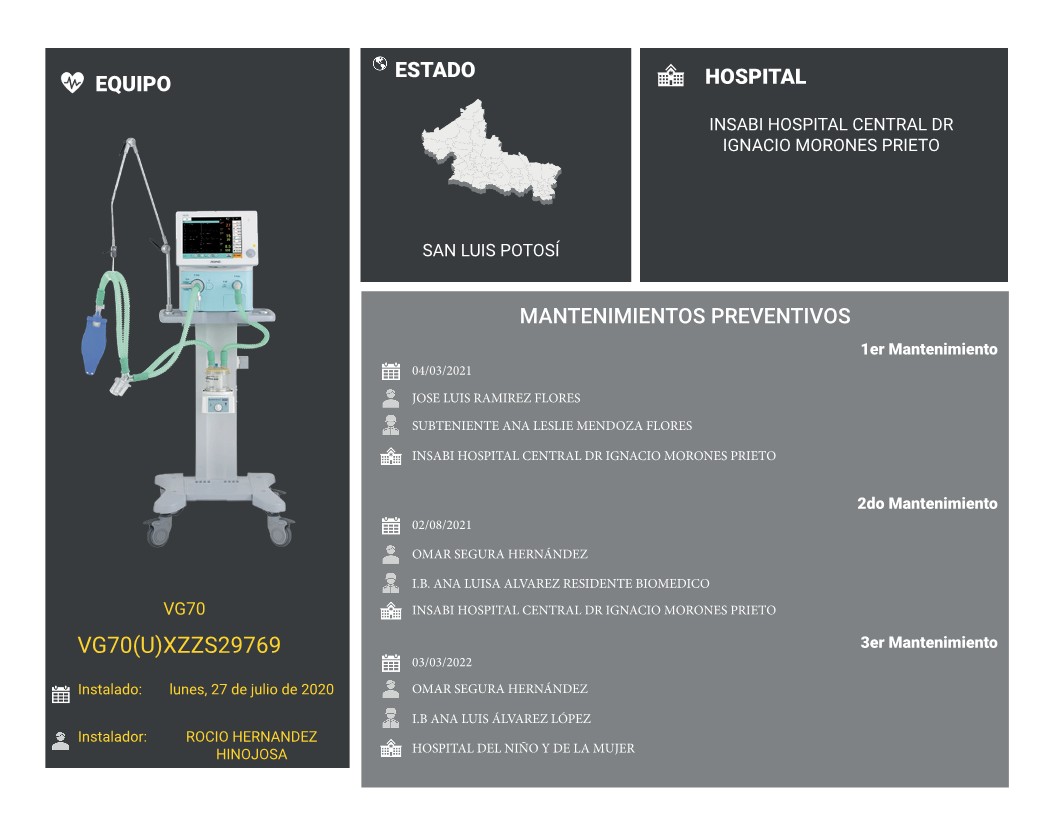 EQUIPO
VG70
VG70(U)XZZS29769
Instalado: lunes, 27 de julio de 2020
Instalador: ROCIO HERNANDEZ
HINOJOSA
ESTADO
SAN LUIS POTOSÍ
HOSPITAL
INSABI HOSPITAL CENTRAL DR
IGNACIO MORONES PRIETO
MANTENIMIENTOS PREVENTIVOS
1er Mantenimiento
04/03/2021
JOSE LUIS RAMIREZ FLORES
SUBTENIENTE ANA LESLIE MENDOZA FLORES
INSABI HOSPITAL CENTRAL DR IGNACIO MORONES PRIETO
2do Mantenimiento
02/08/2021
OMAR SEGURA HERNÁNDEZ
I.B. ANA LUISA ALVAREZ RESIDENTE BIOMEDICO
INSABI HOSPITAL CENTRAL DR IGNACIO MORONES PRIETO
3er Mantenimiento
03/03/2022
OMAR SEGURA HERNÁNDEZ
I.B ANA LUIS ÁLVAREZ LÓPEZ
HOSPITAL DEL NIÑO Y DE LA MUJER